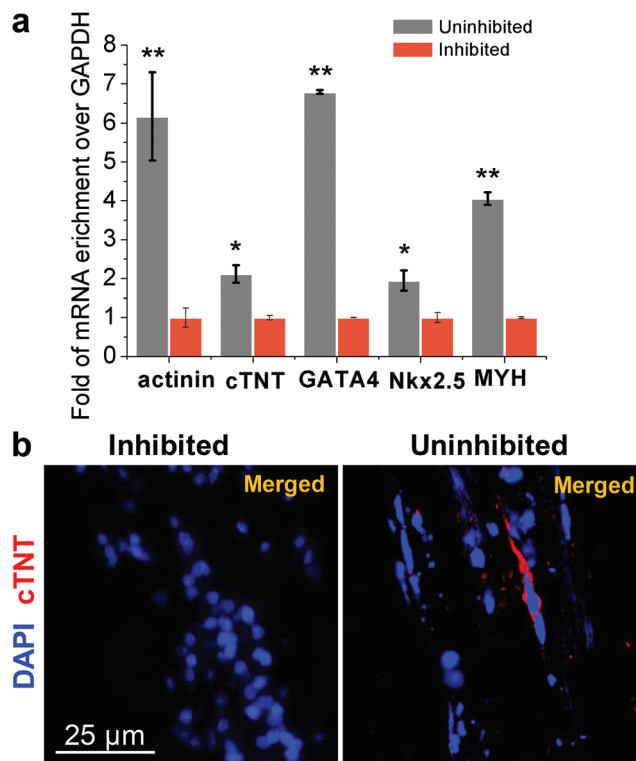 a
Uninhibited
Inhibited
Fold of mRNA erichment over GAPDH
8
7
6
5
4
3
2
1
0
** * ** * **
actinin cTNT GATA4 Nkx2.5 MYH
b
Inhibited Uninhibited
Merged Merged
DAPI cTNT
25 µm